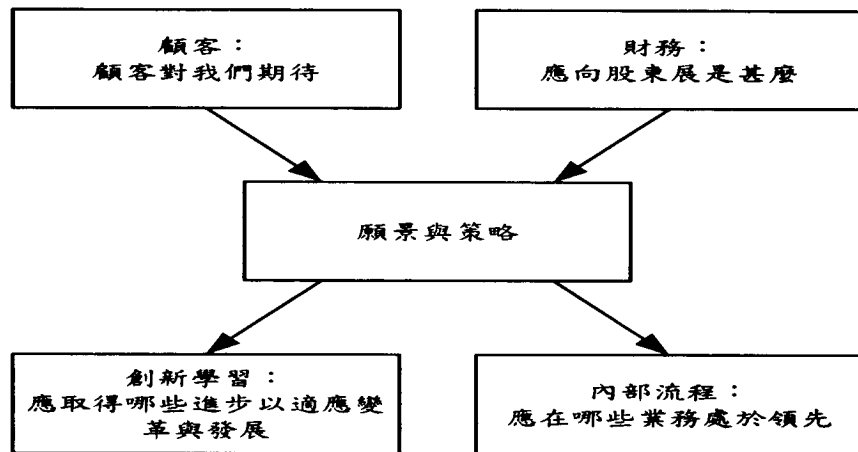 顧客：
顧客對我們期待
財務：
應向股東展是甚麼
願景與策略
創新學習：
應取得哪些進步以適應變
革與發展
內部流程：
應在哪些業務處於領先